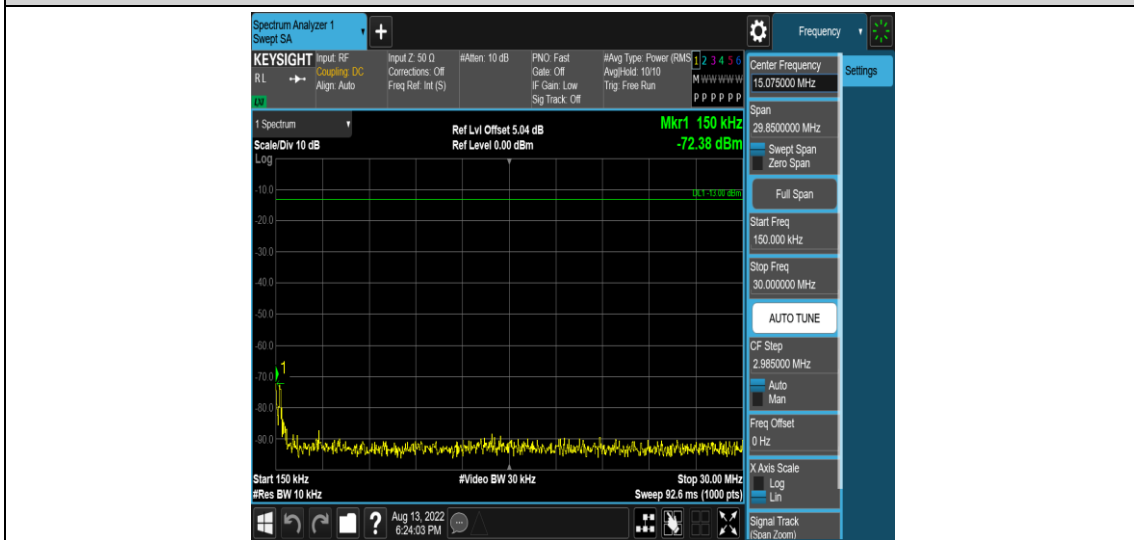 Spectrum Analyzer 1
Swept SA
+
Frequency
KEYSIGHT
RL
LXI
Input: RF
Coupling: DC
Align: Auto
Input Z: 50 Ω
Corrections: Off
Freq Ref: Int (S)
#Atten: 10 dB
PNO: Fast
Gate: Off
IF Gain: Low
Sig Track: Off
#Avg Type: Power (RMS
Avg|Hold: 10/10
Trig: Free Run
1 2 3 4 5 6
M W W W W W
P P P P P P
1 Spectrum
Scale/Div 10 dB
Ref Lvl Offset 5.04 dB
Ref Level 0.00 dBm
Mkr1 150 kHz
-72.38 dBm
Log
DL1 -13.00 dBm
-10.0
-20.0
-30.0
-40.0
-50.0
-60.0
-70.0
-80.0
-90.0
1
Start 150 kHz
#Res BW 10 kHz
#Video BW 30 kHz
Stop 30.00 MHz
Sweep 92.6 ms (1000 pts)
?
Aug 13, 2022
6:24:03 PM
Center Frequency
15.075000 MHz
Settings
Span
29.8500000 MHz
Swept Span
Zero Span
Full Span
Start Freq
150.000 kHz
Stop Freq
30.000000 MHz
AUTO TUNE
CF Step
2.985000 MHz
Auto
Man
Freq Offset
0 Hz
X Axis Scale
Log
Lin
Signal Track
(Span Zoom)